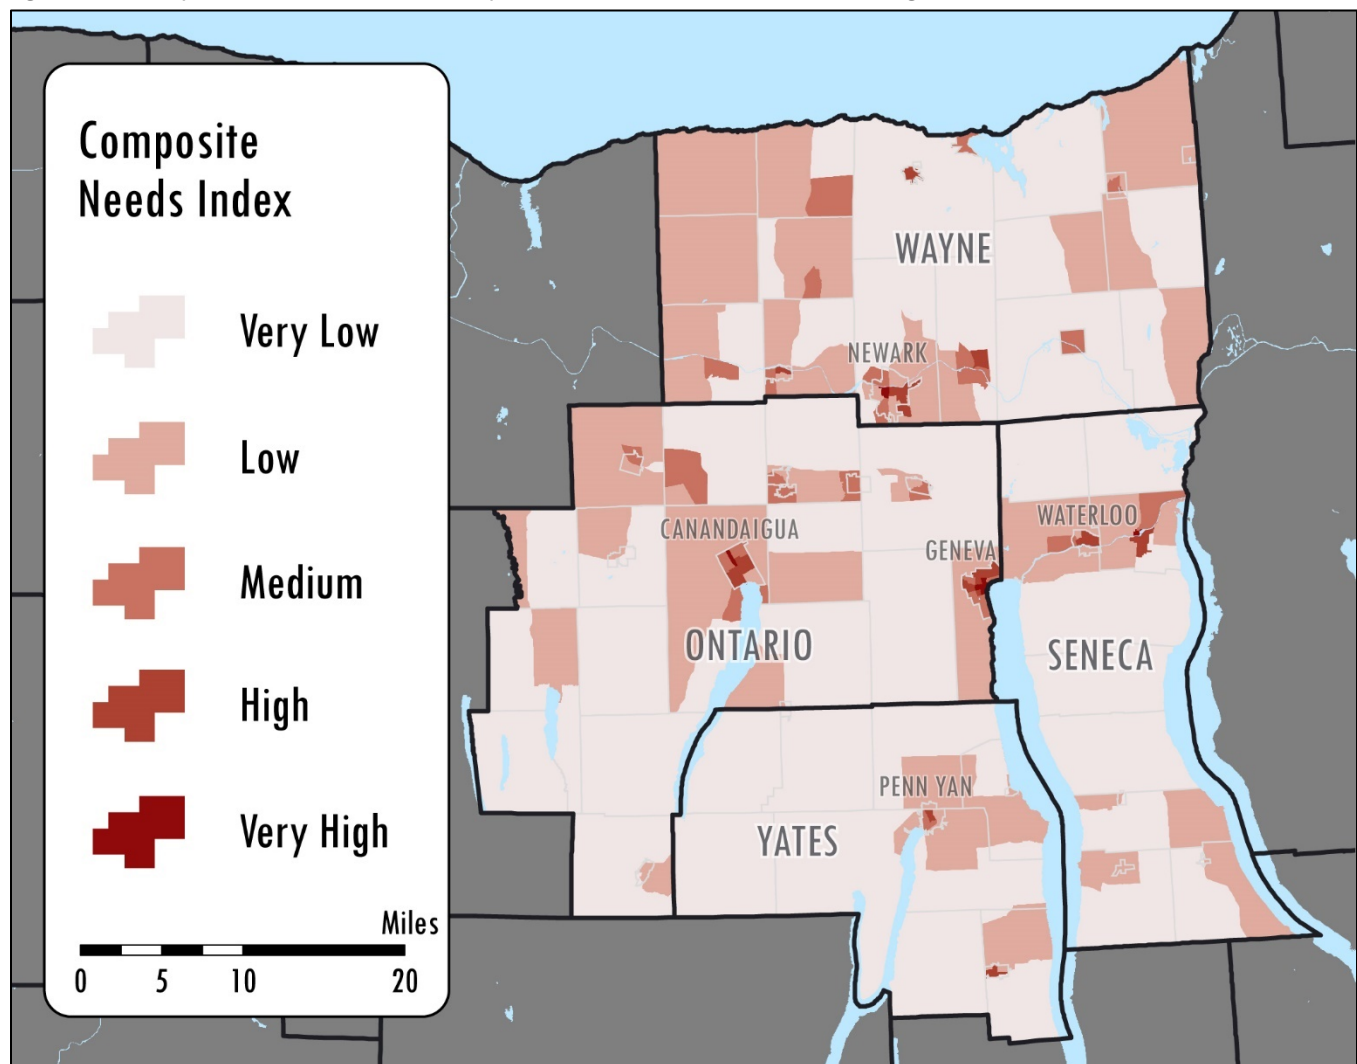 Composite
Needs Index
Very Low
Low
Medium
High
Very High
Miles
0 5 10 20
WAYNE
NEWARK
CANANDAIGUA
WATERLOO
GENEVA
ONTARIO
SENECA
PENN YAN
YATES